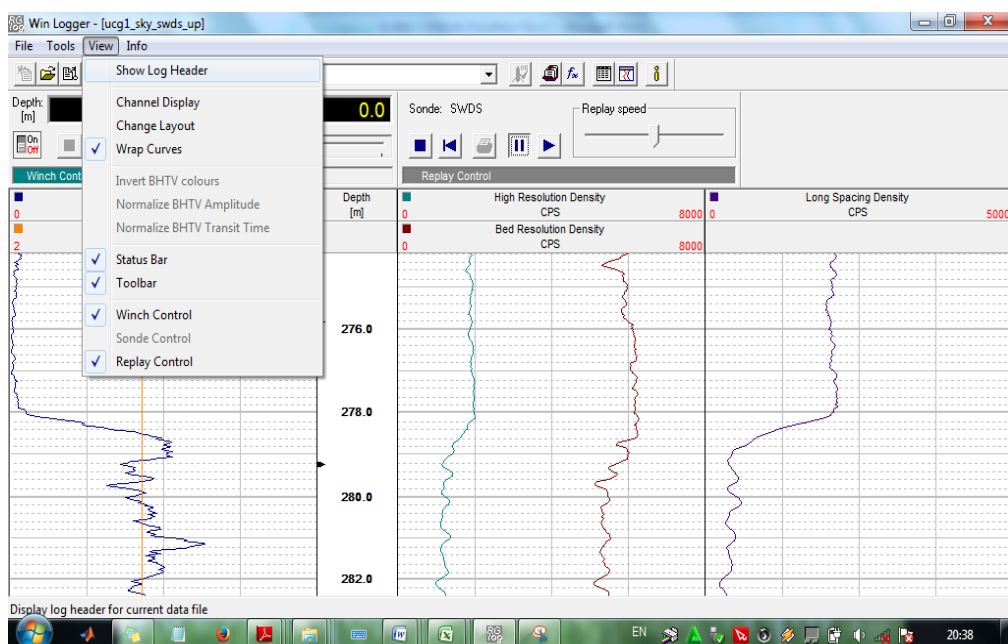 Win Logger - [ucg1_sky_swds_up]
File Tools View Info
Show Log Header
Channel Display
Change Layout
Wrap Curves
Invert BHTV colours
Normalize BHTV Amplitude
Normalize BHTV Transit Time
Status Bar
Toolbar
Winch Control
Sonde Control
Replay Control
Depth:
[m]
0.0
On
Off
Winch Cont
Sonde: SWDS
Replay speed
Replay Control
0
2
Depth
[m]
High Resolution Density
0 CPS 8000
Bed Resolution Density
0 CPS 8000
Long Spacing Density
0 CPS 5000
276.0
278.0
280.0
282.0
Display log header for current data file
EN
20:38